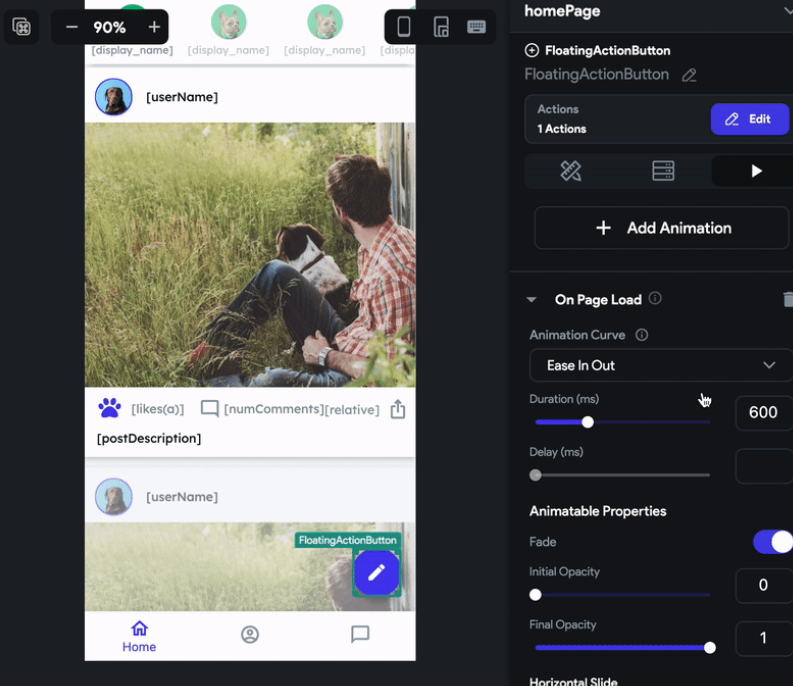 homePage
90%
[display_name] [display_name] [display_name] [displa
FloatingActionButton
FloatingActionButton
[userName]
Actions
1 Actions
Edit
Add Animation
On Page Load
Animation Curve
Ease In Out
Duration (ms)
600
[likes(a)] [numComments][relative]
[postDescription]
Delay (ms)
[userName]
Animatable Properties
FloatingActionButton
Fade
Initial Opacity
0
Final Opacity
1
Home
Horizontal Slide